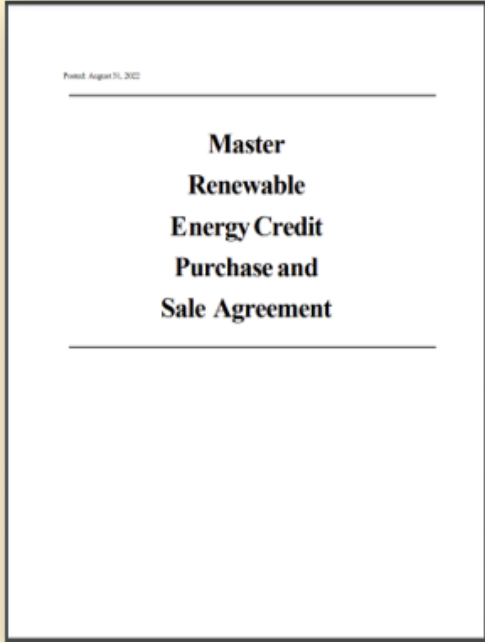 Posted: August 31, 2022
Master
Renewable
Energy Credit
Purchase and
Sale Agreement